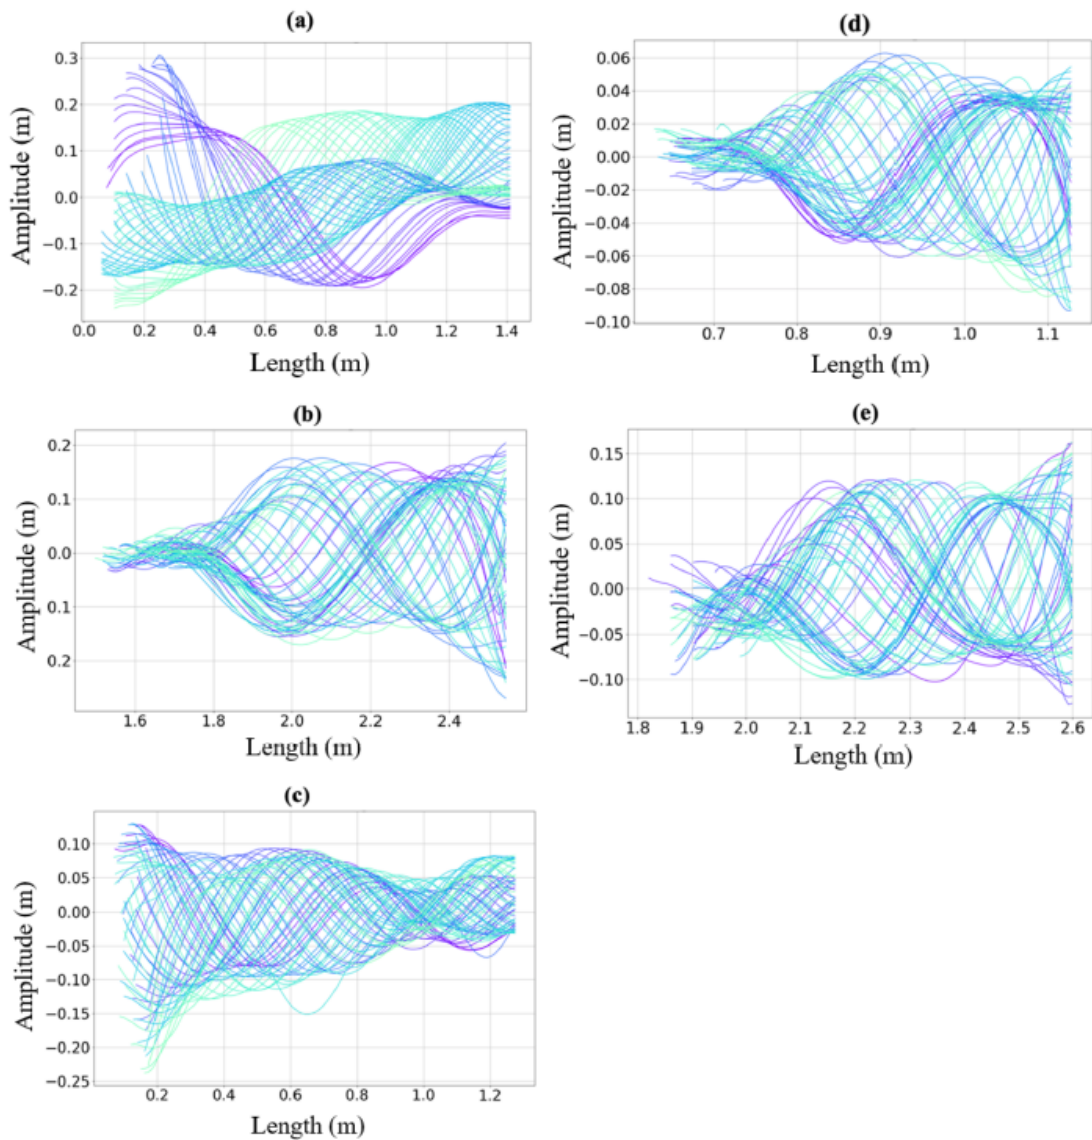 (a)
0.3
0.2
0.1
0.0
−0.1
−0.2
0.0 0.2 0.4 0.6 0.8 1.0 1.2 1.4
Amplitude (m)
Length (m)
(d)
0.06
0.04
0.02
0.00
−0.02
−0.04
−0.06
−0.08
−0.10
0.7 0.8 0.9 1.0 1.1
Amplitude (m)
Length (m)
(b)
0.2
0.1
0.0
0.1
0.2
1.6 1.8 2.0 2.2 2.4
Amplitude (m)
Length (m)
(e)
0.15
0.10
0.05
0.00
−0.05
−0.10
1.8 1.9 2.0 2.1 2.2 2.3 2.4 2.5 2.6
Amplitude (m)
Length (m)
(c)
0.10
0.05
0.00
−0.05
−0.10
−0.15
−0.20
−0.25
0.2 0.4 0.6 0.8 1.0 1.2
Amplitude (m)
Length (m)